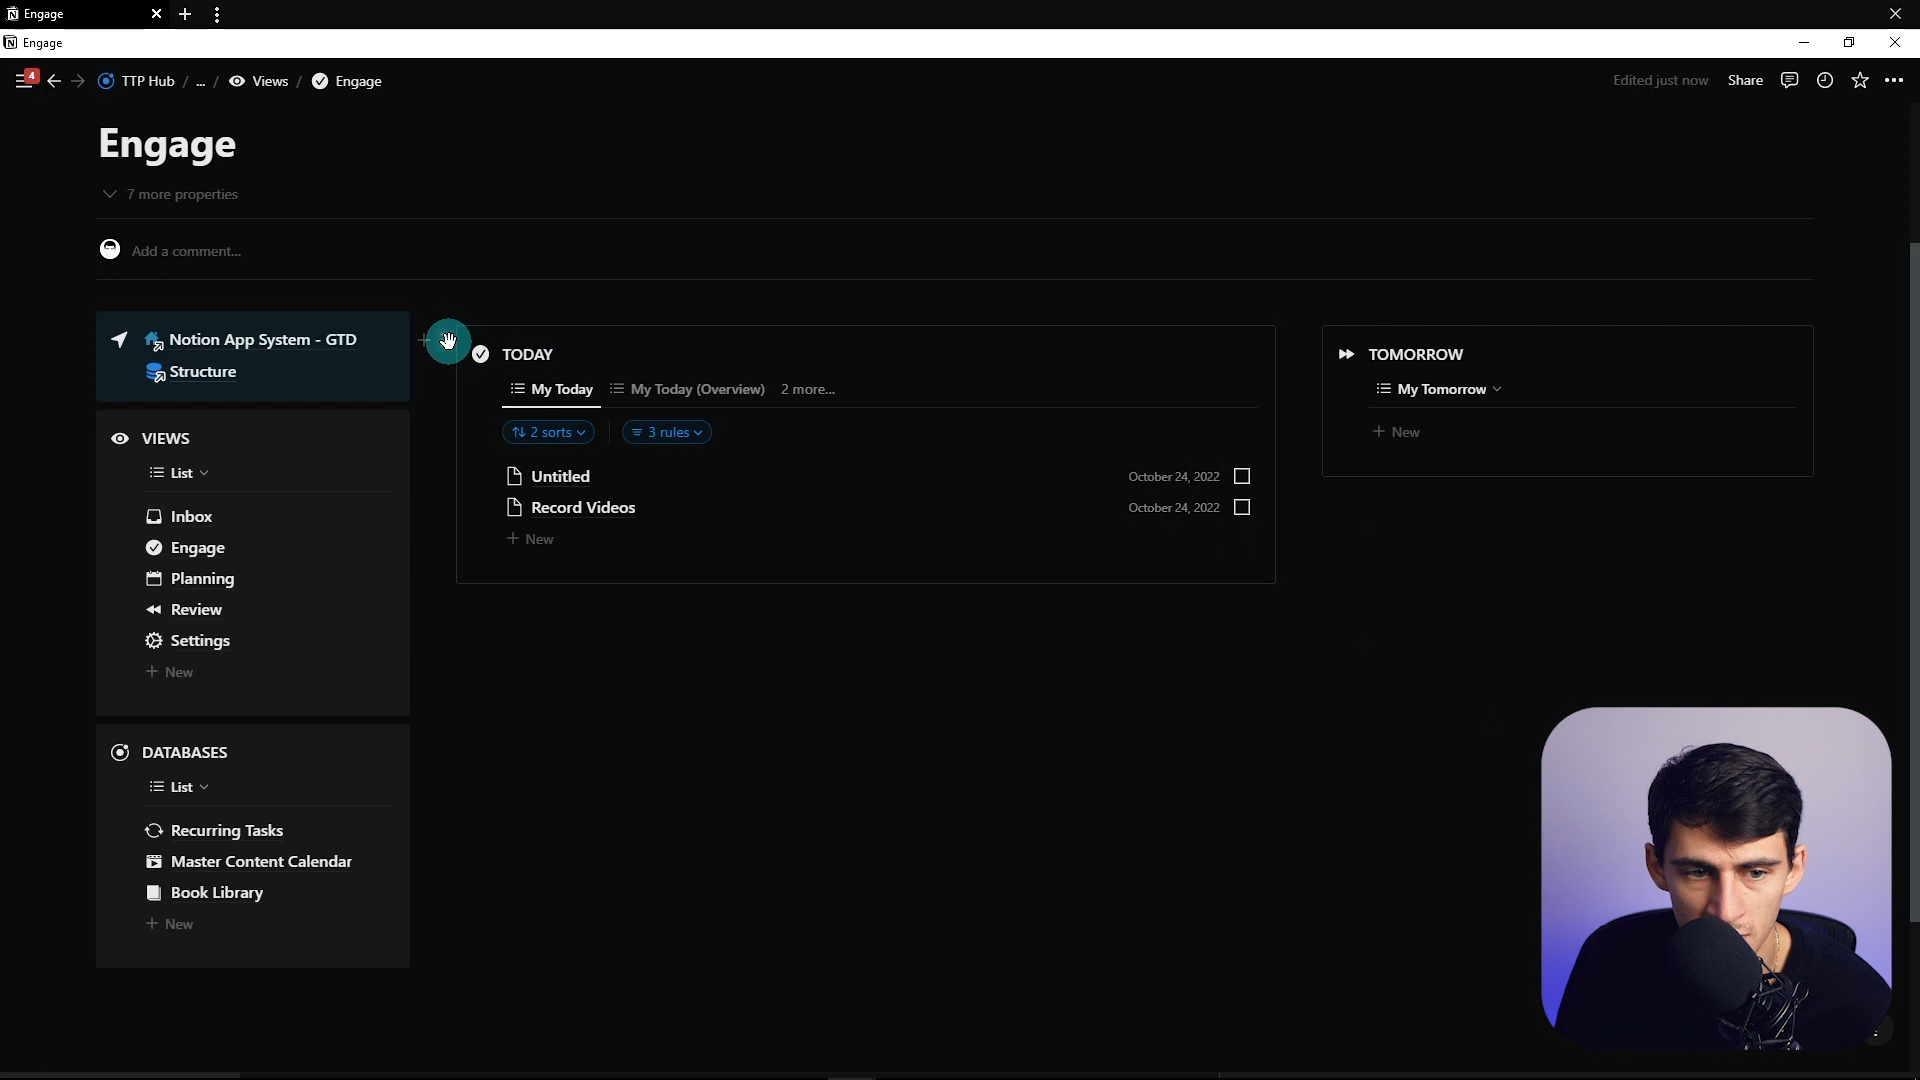 Engage
Engage
4
TTP Hub / ... / Views / Engage
Edited just now
Share
Engage
7 more properties
Add a comment...
Notion App System - GTD
Structure
VIEWS
List
Inbox
Engage
Planning
Review
Settings
New
DATABASES
List
Recurring Tasks
Master Content Calendar
Book Library
New
TODAY
My Today
My Today (Overview)
2 more...
2 sorts
3 rules
Untitled
October 24, 2022
Record Videos
October 24, 2022
New
TOMORROW
My Tomorrow
New